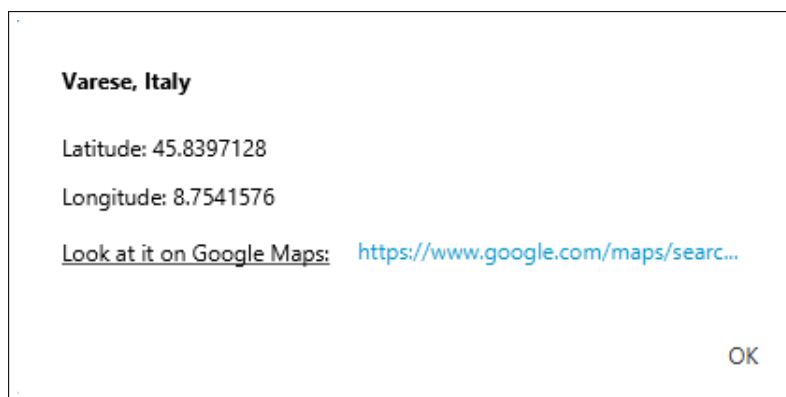 Varese, Italy
Latitude: 45.8397128
Longitude: 8.7541576
Look at it on Google Maps: https://www.google.com/maps/searc...
OK